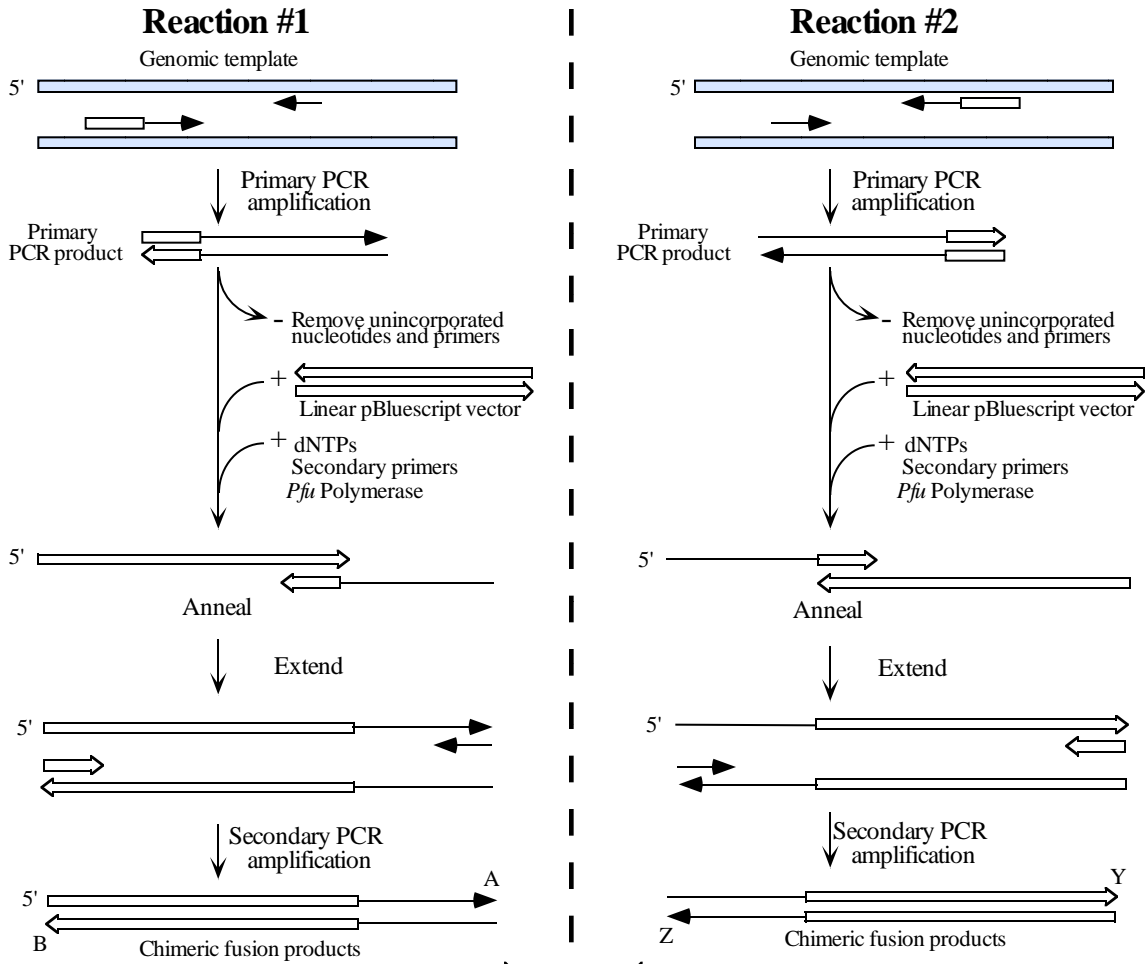 Reaction #1
Genomic template
5'
Primary PCR
amplification
Primary
PCR product
- Remove unincorporated
nucleotides and primers
+
Linear pBluescript vector
+ dNTPs
Secondary primers
Pfu Polymerase
5'
Anneal
Extend
5'
Secondary PCR
amplification
A
5'
B
Chimeric fusion products
Reaction #2
Genomic template
5'
Primary PCR
amplification
Primary
PCR product
- Remove unincorporated
nucleotides and primers
+
Linear pBluescript vector
+ dNTPs
Secondary primers
Pfu Polymerase
5'
Anneal
Extend
5'
Secondary PCR
amplification
Y
Z
Chimeric fusion products